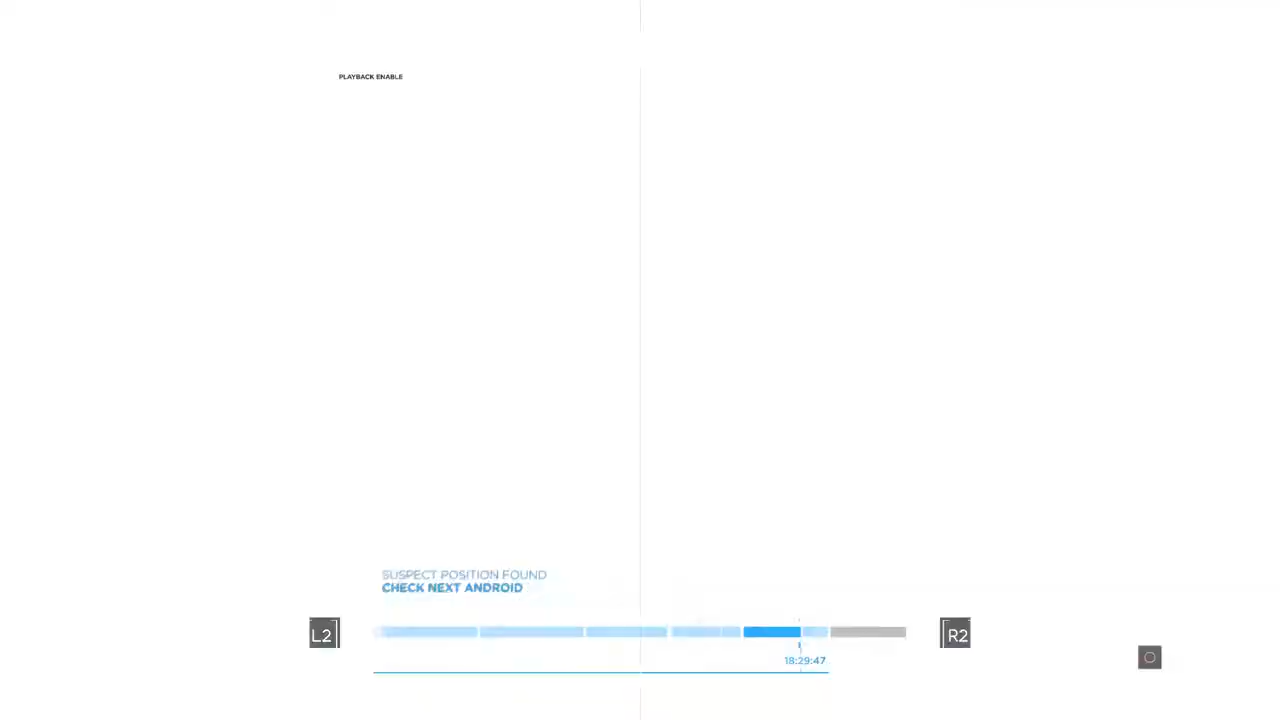 PLAYBACK ENABLE
SUSPECT POSITION FOUND
CHECK NEXT ANDROID
L2
R2
18:29:47